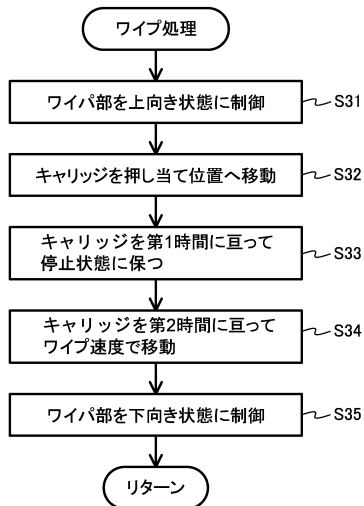 ワイプ処理
ワイパ部を上向き状態に制御
S31
キャリッジを押し当て位置へ移動
S32
キャリッジを第1時間に亘って
停止状態に保つ
S33
キャリッジを第2時間に亘って
ワイプ速度で移動
S34
ワイパ部を下向き状態に制御
S35
リターン